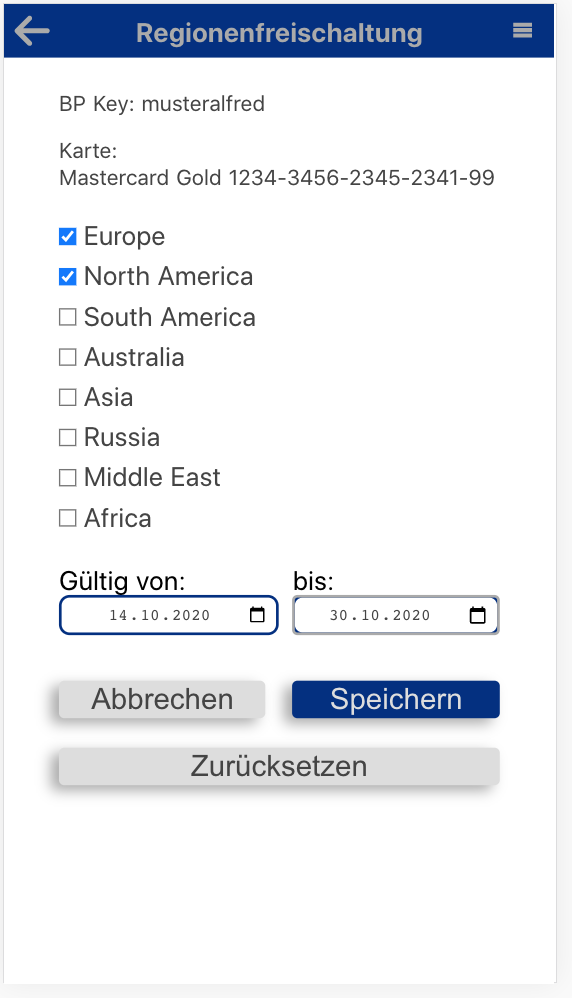 Regionenfreischaltung
BP Key: musteralfred
Karte:
Mastercard Gold 1234-3456-2345-2341-99
Europe
North America
South America
Australia
Asia
Russia
Middle East
Africa
Gültig von: bis:
14.10.2020 30.10.2020
Abbrechen Speichern
Zurücksetzen